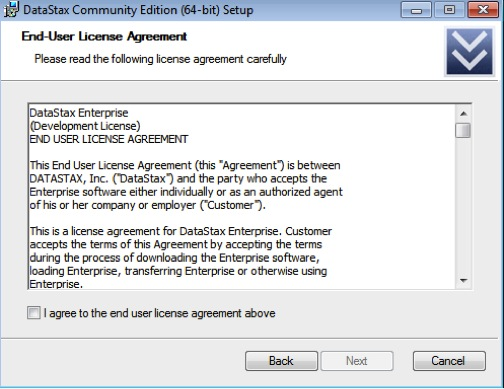 DataStax Community Edition (64-bit) Setup
End-User License Agreement
Please read the following license agreement carefully
DataStax Enterprise
(Development License)
END USER LICENSE AGREEMENT
This End User License Agreement (this "Agreement") is between
DATASTAX, Inc. ("DataStax") and the party who accepts the
Enterprise software either individually or as an authorized agent
of his or her company or employer ("Customer").
This is a license agreement for DataStax Enterprise. Customer
accepts the terms of this Agreement by accepting the terms
during the process of downloading the Enterprise software,
loading Enterprise, transferring Enterprise or otherwise using
Enterprise.
I agree to the end user license agreement above
Back Next Cancel